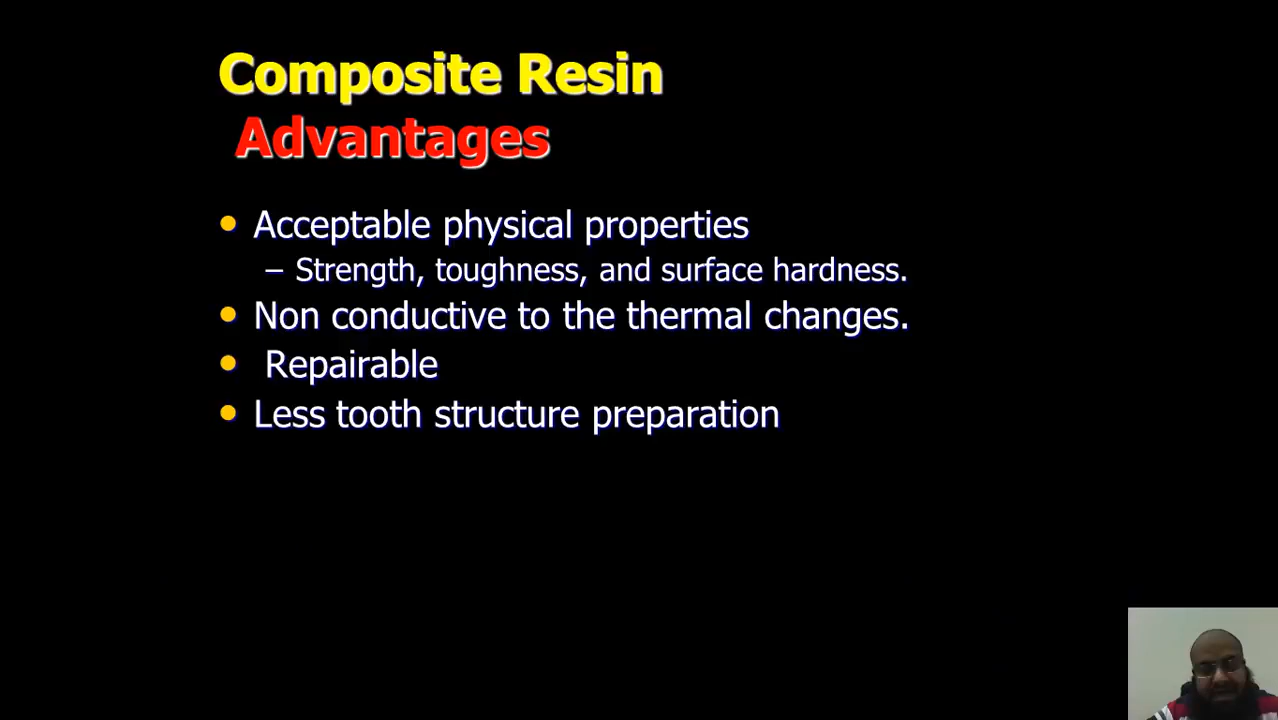 Composite Resin
Advantages
• Acceptable physical properties
– Strength, toughness, and surface hardness.
• Non conductive to the thermal changes.
• Repairable
• Less tooth structure preparation